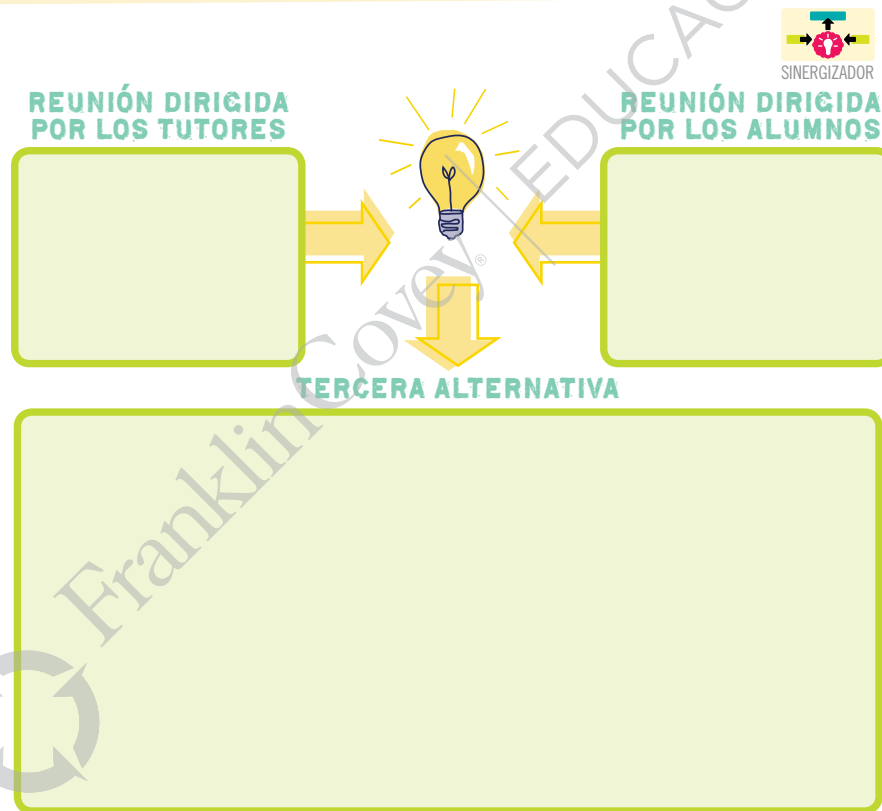 SINERGIZADOR
REUNIÓN DIRIGIDA
POR LOS TUTORES
REUNIÓN DIRIGIDA
POR LOS ALUMNOS
TERCERA ALTERNATIVA
FranklinCovey® | EDUCAC